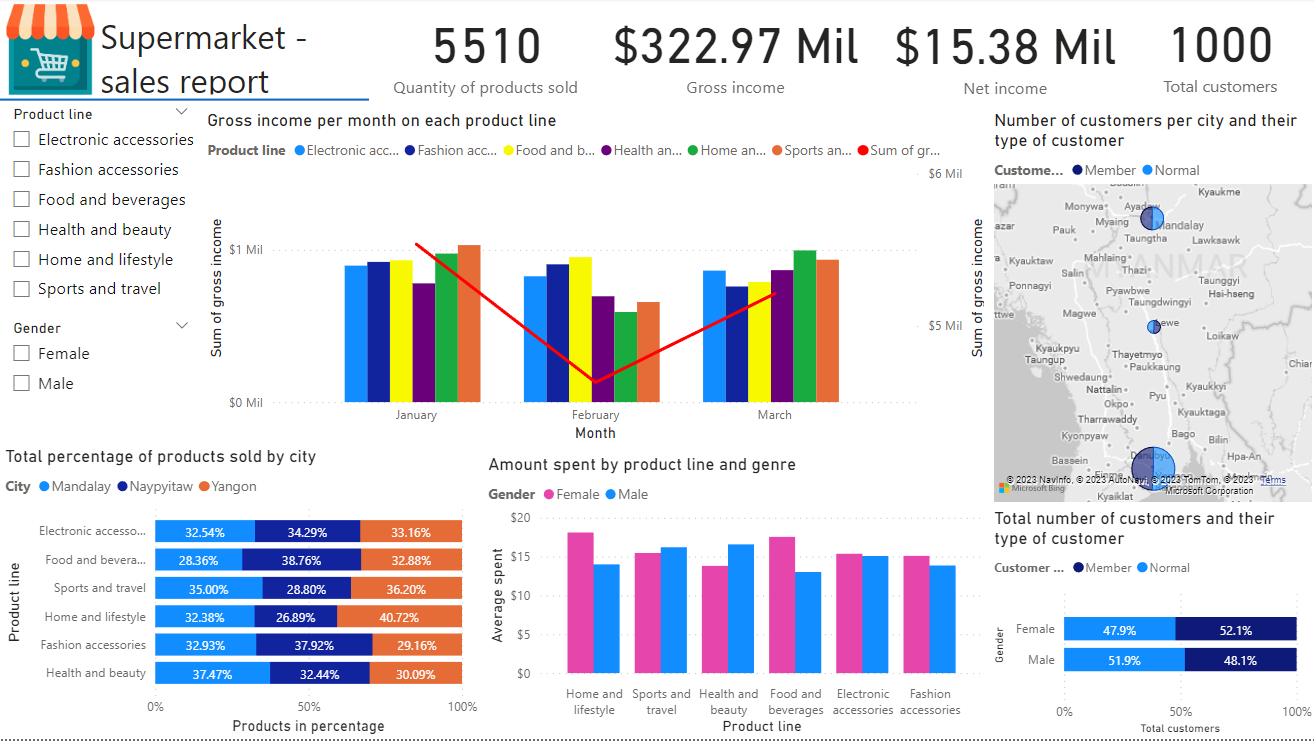 Supermarket -
sales report
5510
Quantity of products sold
$322.97 Mil
Gross income
$15.38 Mil
Net income
1000
Total customers
Product line
Electronic accessories
Fashion accessories
Food and beverages
Health and beauty
Home and lifestyle
Sports and travel
Gender
Female
Male
Gross income per month on each product line
Product line Electronic acc... Fashion acc... Food and b... Health an... Home an... Sports an... Sum of gr...
Sum of gross income
$1 Mil
$0 Mil
$6 Mil
$5 Mil
Sum of gross income
January February March
Month
Number of customers per city and their
type of customer
Custome... Member Normal
Kyaukme
Monywa Ayadaw
Myaing
Mandalay
Pauk
Taungtha
Lawksawk
Kyauktaw
Mahlaing
MYANMAR
Salin
Thazi
Taunggyi
Ponnagyi
Pyawbwe
Hsi-hseng
Taungdwingyi
Magwe
Lewe
Loikaw
Kyaukpyu
Taungup
Thayetmyo
Paukkaung
Shwedaung
Nattalin
Pyu
Kyaukkyi
Okpo
Kyauktaga
Tharrawaddy
Kyonpyaw
Bago
Bilin
Danubyu
Bassein
Hpa-An
Kyaiklat
© 2023 NavInfo, © 2023 AutoNavi, © 2023 TomTom, © 2023 Terms
Microsoft Bing
Microsoft Corporation
Total percentage of products sold by city
City Mandalay Naypyitaw Yangon
Product line
Electronic accesso... 32.54% 34.29% 33.16%
Food and bevera... 28.36% 38.76% 32.88%
Sports and travel 35.00% 28.80% 36.20%
Home and lifestyle 32.38% 26.89% 40.72%
Fashion accessories 32.93% 37.92% 29.16%
Health and beauty 37.47% 32.44% 30.09%
0% 50% 100%
Products in percentage
Amount spent by product line and genre
Gender Female Male
Average spent
$20
$15
$10
$5
$0
Home and lifestyle
Sports and travel
Health and beauty
Food and beverages
Electronic accessories
Fashion accessories
Product line
Total number of customers and their
type of customer
Customer ... Member Normal
Gender
Female 47.9% 52.1%
Male 51.9% 48.1%
0% 50% 100%
Total customers